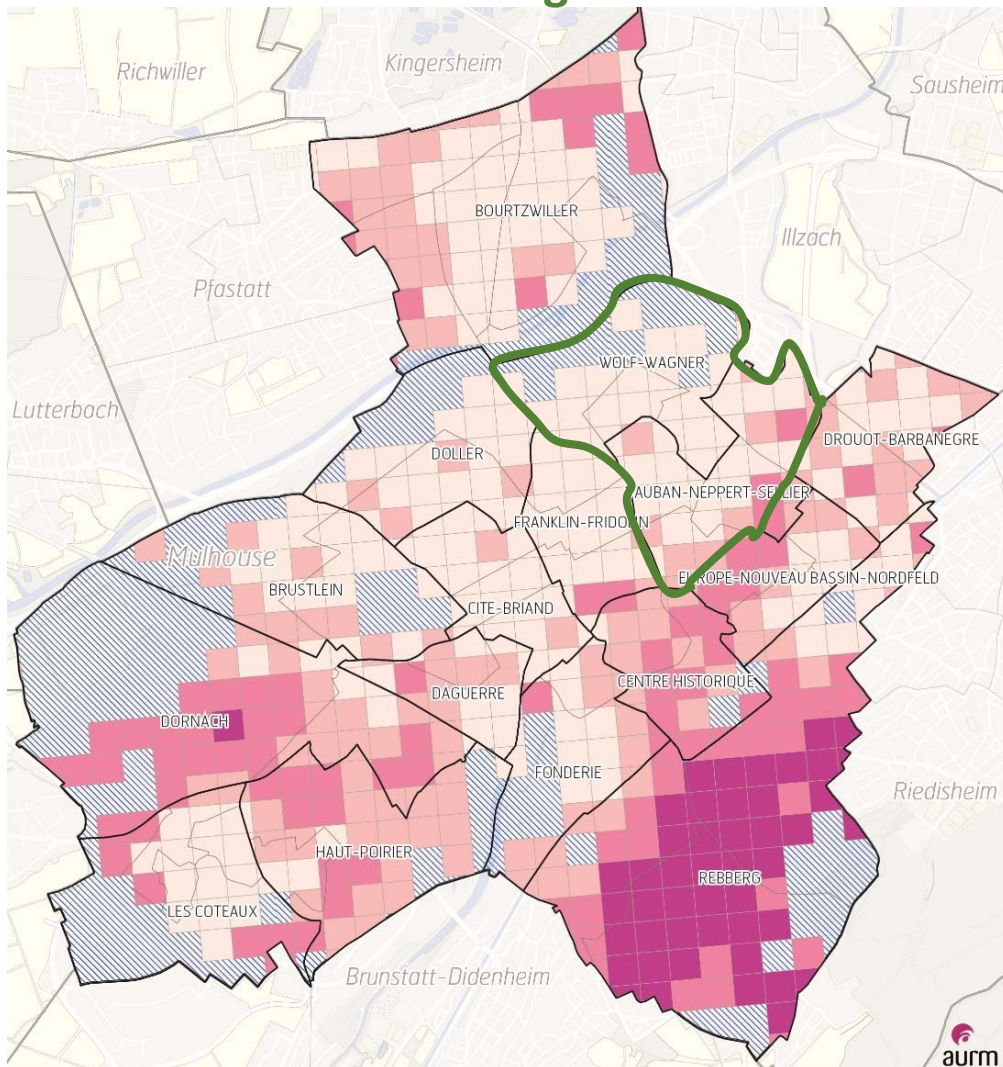 Kingersheim
Richwiller
Sausheim
BOURTZWILLER
Illzach
Pfastatt
WOLF-WAGNER
Lutterbach
DROUOT-BARBANEGRE
DOLLER
VAUBAN-NEPPERT-SELLIER
FRANKLIN-FRIDOLIN
Mulhouse
EUROPE-NOUVEAU BASSIN-NORDFELD
BRUSTLEIN
CITE-BRIAND
CENTRE HISTORIQUE
DAGUERRE
DORNACH
FONDERIE
Riedisheim
HAUT-POIRIER
REBBERG
LES COTEAUX
Brunstatt-Didenheim
aurm